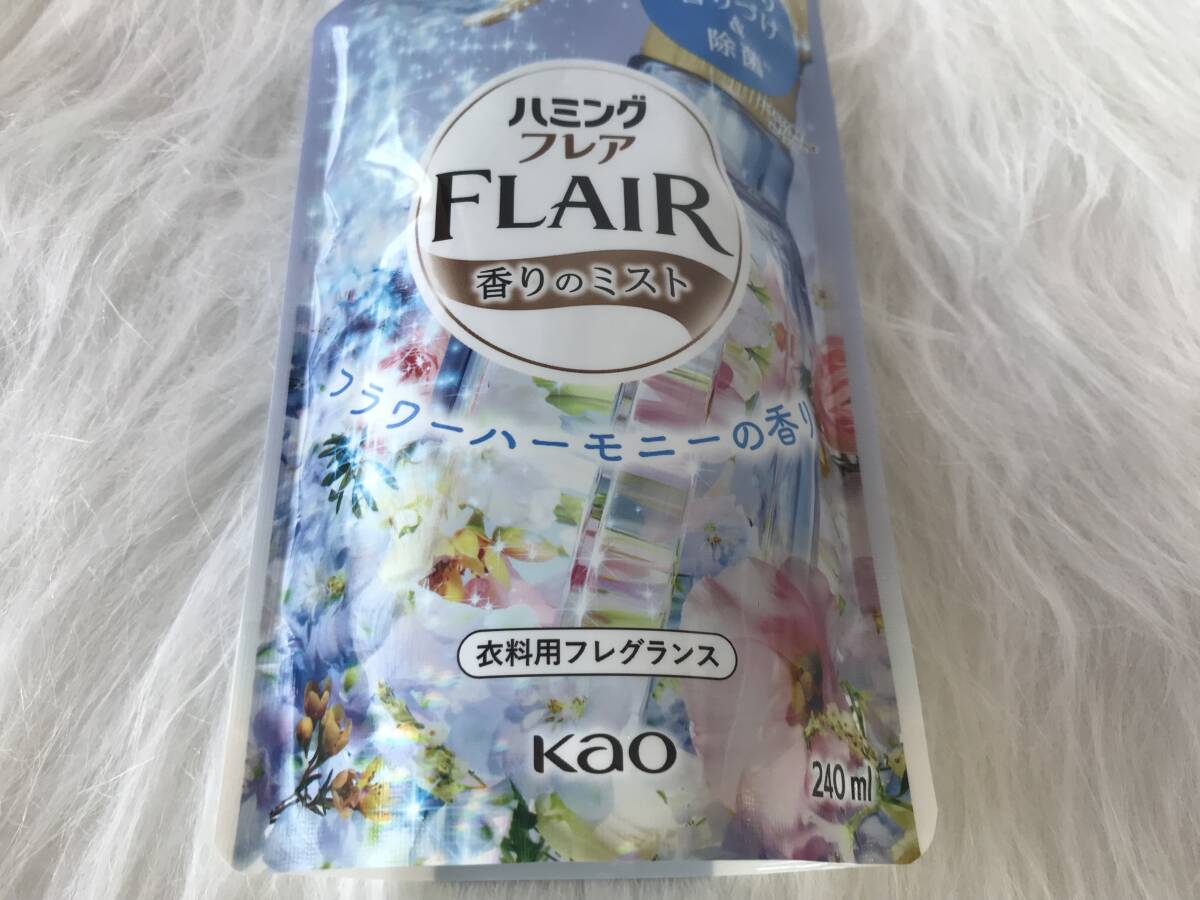 &
除菌
ハミング
フレア
FLAIR
香りのミスト
フラワーハーモニーの香り
衣料用フレグランス
Kao
240 ml